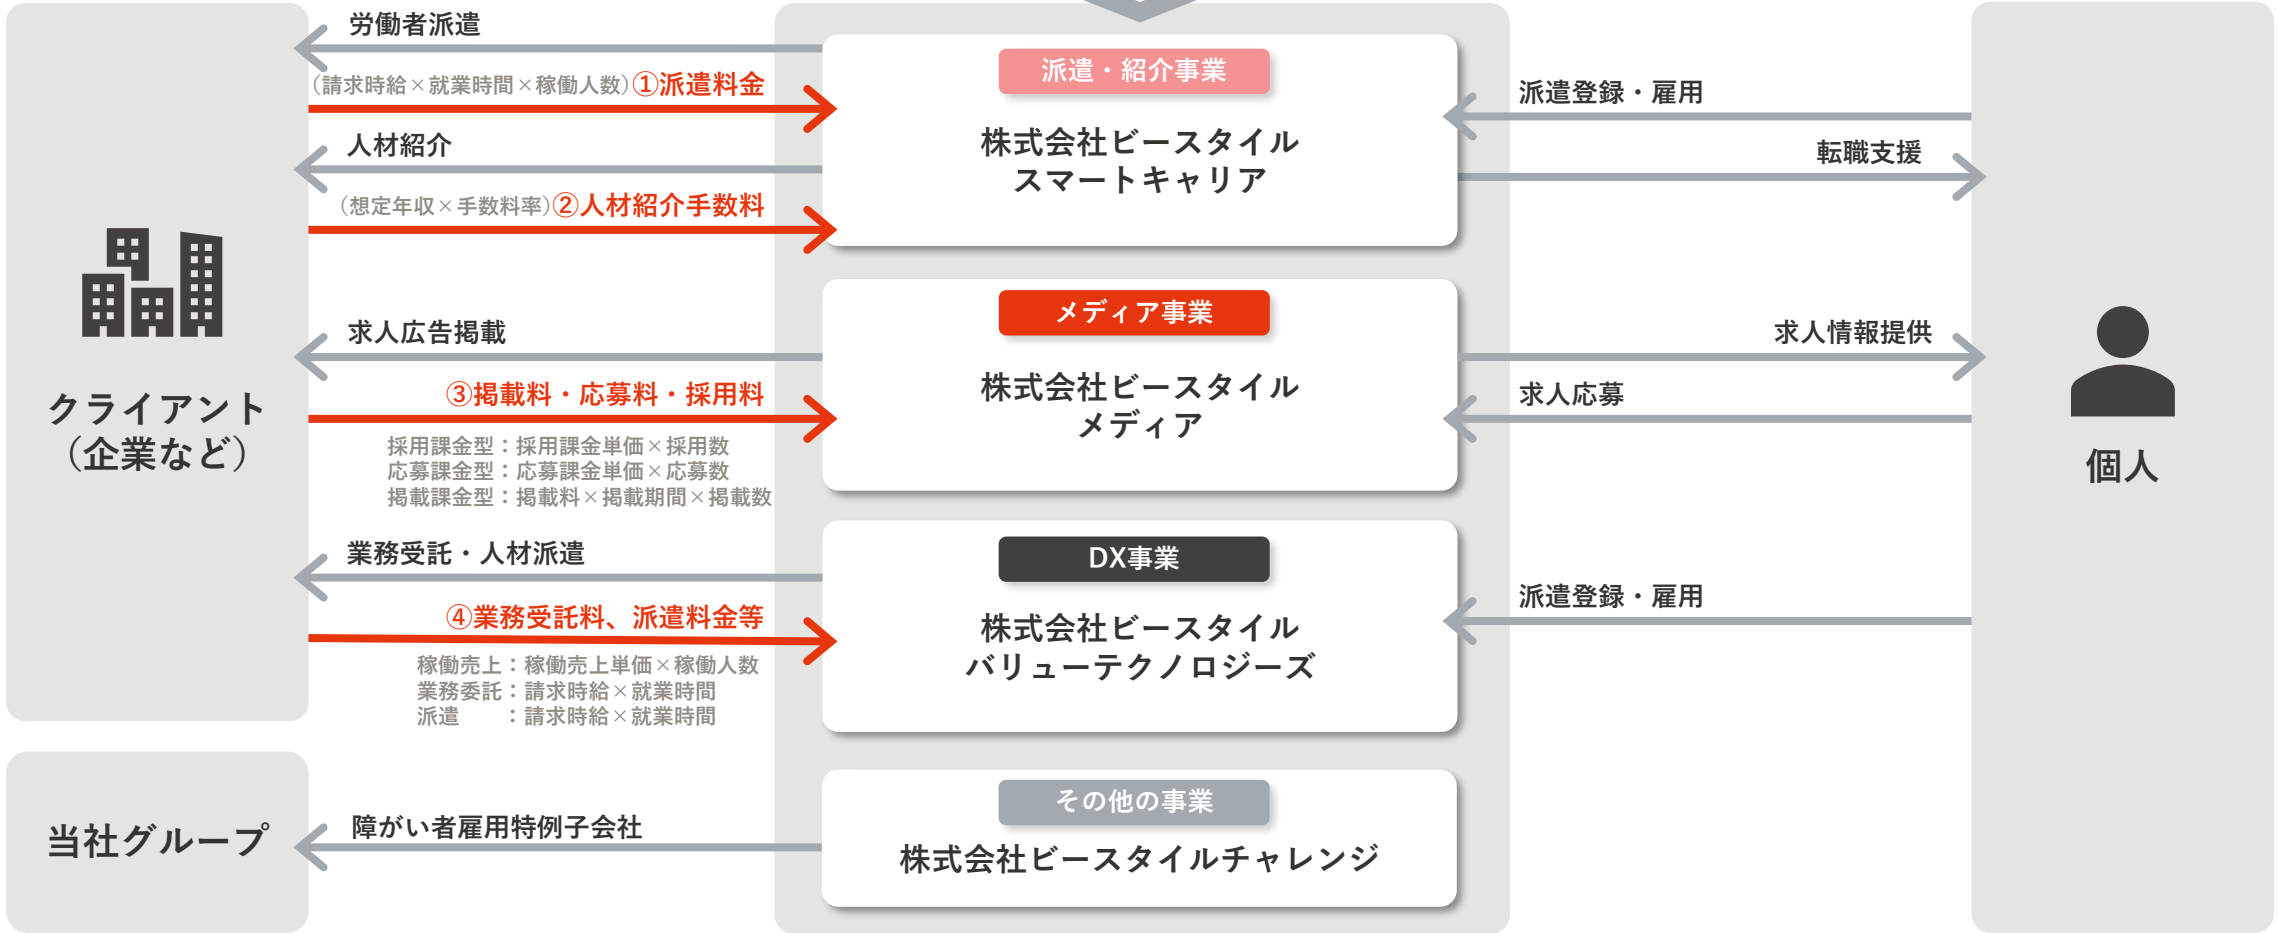 労働者派遣
（請求時給×就業時間×稼働人数）①派遣料金
人材紹介
（想定年収×手数料率）②人材紹介手数料
クライアント
（企業など）
求人広告掲載
③掲載料・応募料・採用料
採用課金型：採用課金単価×採用数
応募課金型：応募課金単価×応募数
掲載課金型：掲載料×掲載期間×掲載数
業務受託・人材派遣
④業務受託料、派遣料金等
稼働売上：稼働売上単価×稼働人数
業務委託：請求時給×就業時間
派遣　　：請求時給×就業時間
当社グループ
障がい者雇用特例子会社
派遣・紹介事業
株式会社ビースタイル
スマートキャリア
メディア事業
株式会社ビースタイル
メディア
DX事業
株式会社ビースタイル
バリューテクノロジーズ
その他の事業
株式会社ビースタイルチャレンジ
派遣登録・雇用
転職支援
求人情報提供
求人応募
派遣登録・雇用
個人